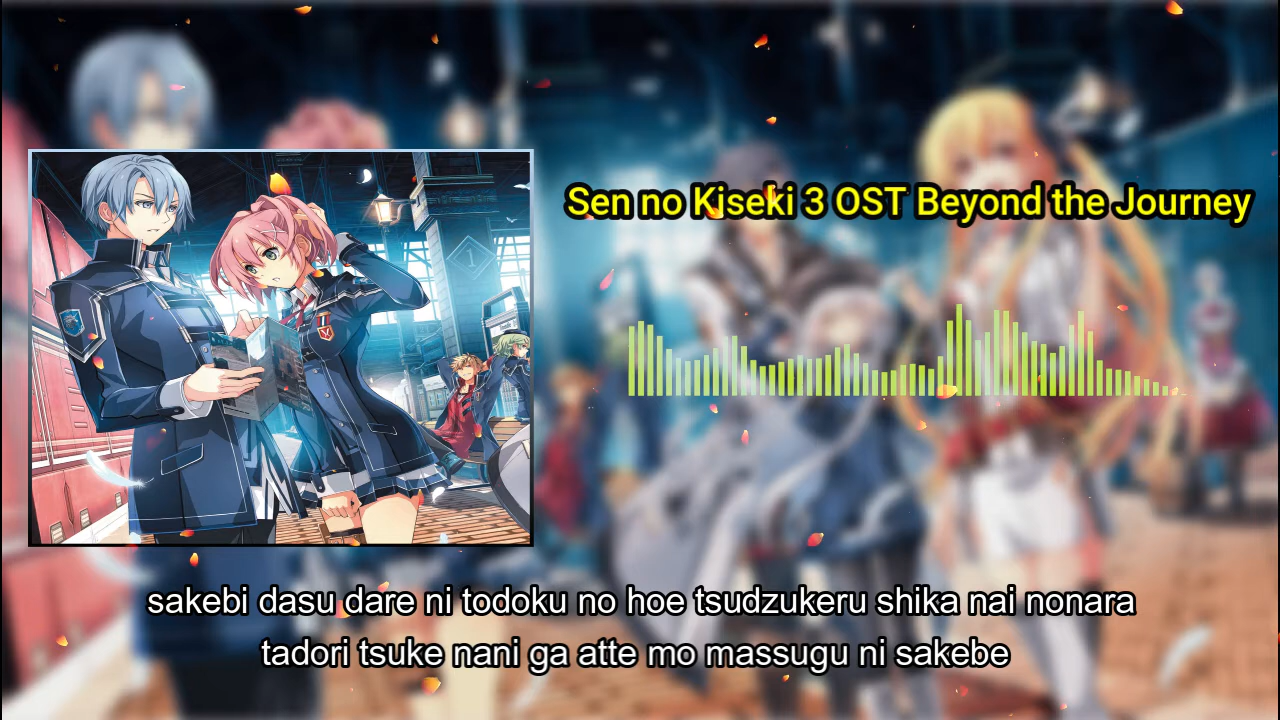 Sen no Kiseki 3 OST Beyond the Journey
1
sakebi dasu dare ni todoku no hoe tsudzukeru shika nai nonara
tadori tsuke nani ga atte mo massugu ni sakebe